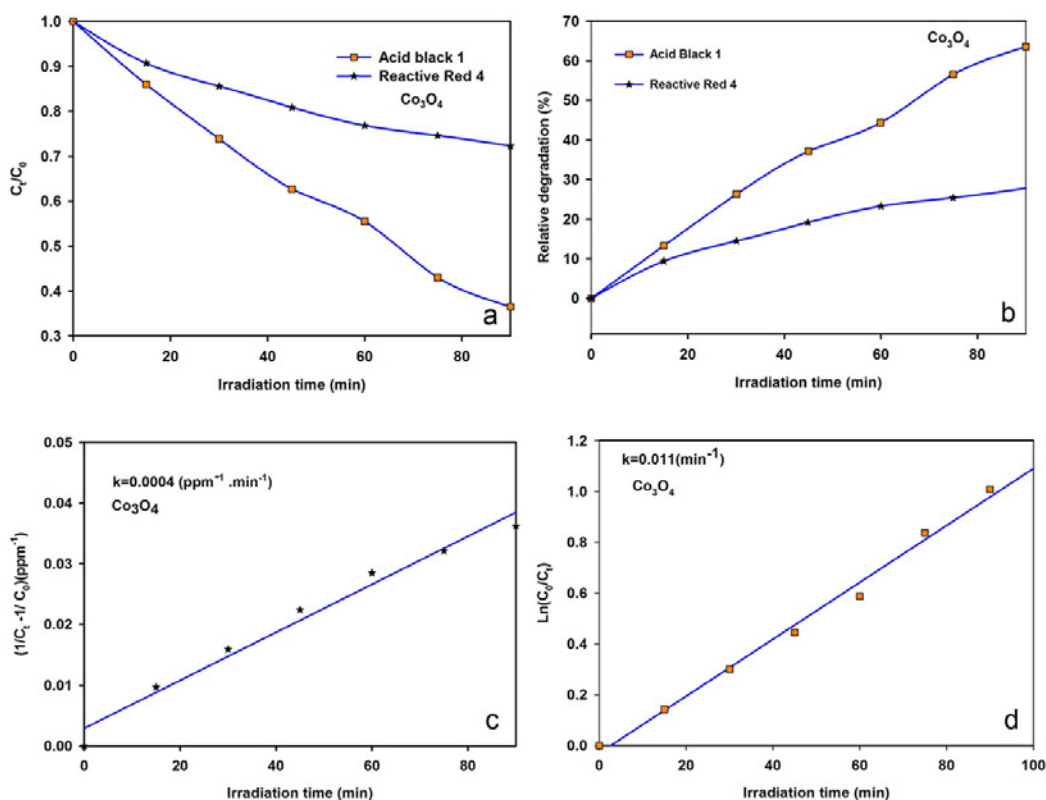 1.0
0.9
0.8
0.7
0.6
0.5
0.4
0.3
Cₜ/C₀
Acid black 1
Reactive Red 4
Co₃O₄
a
0 20 40 60 80
Irradiation time (min)
70
60
50
40
30
20
10
0
Relative degradation (%)
Co₃O₄
Acid Black 1
Reactive Red 4
b
0 20 40 60 80
Irradiation time (min)
0.05
0.04
0.03
0.02
0.01
0.00
(1/Cₜ -1/ C₀)(ppm⁻¹)
k=0.0004 (ppm⁻¹ .min⁻¹)
Co₃O₄
c
0 20 40 60 80
Irradiation time (min)
1.2
1.0
0.8
0.6
0.4
0.2
0.0
Ln(C₀/Cₜ)
k=0.011(min⁻¹)
Co₃O₄
d
0 20 40 60 80 100
Irradiation time (min)